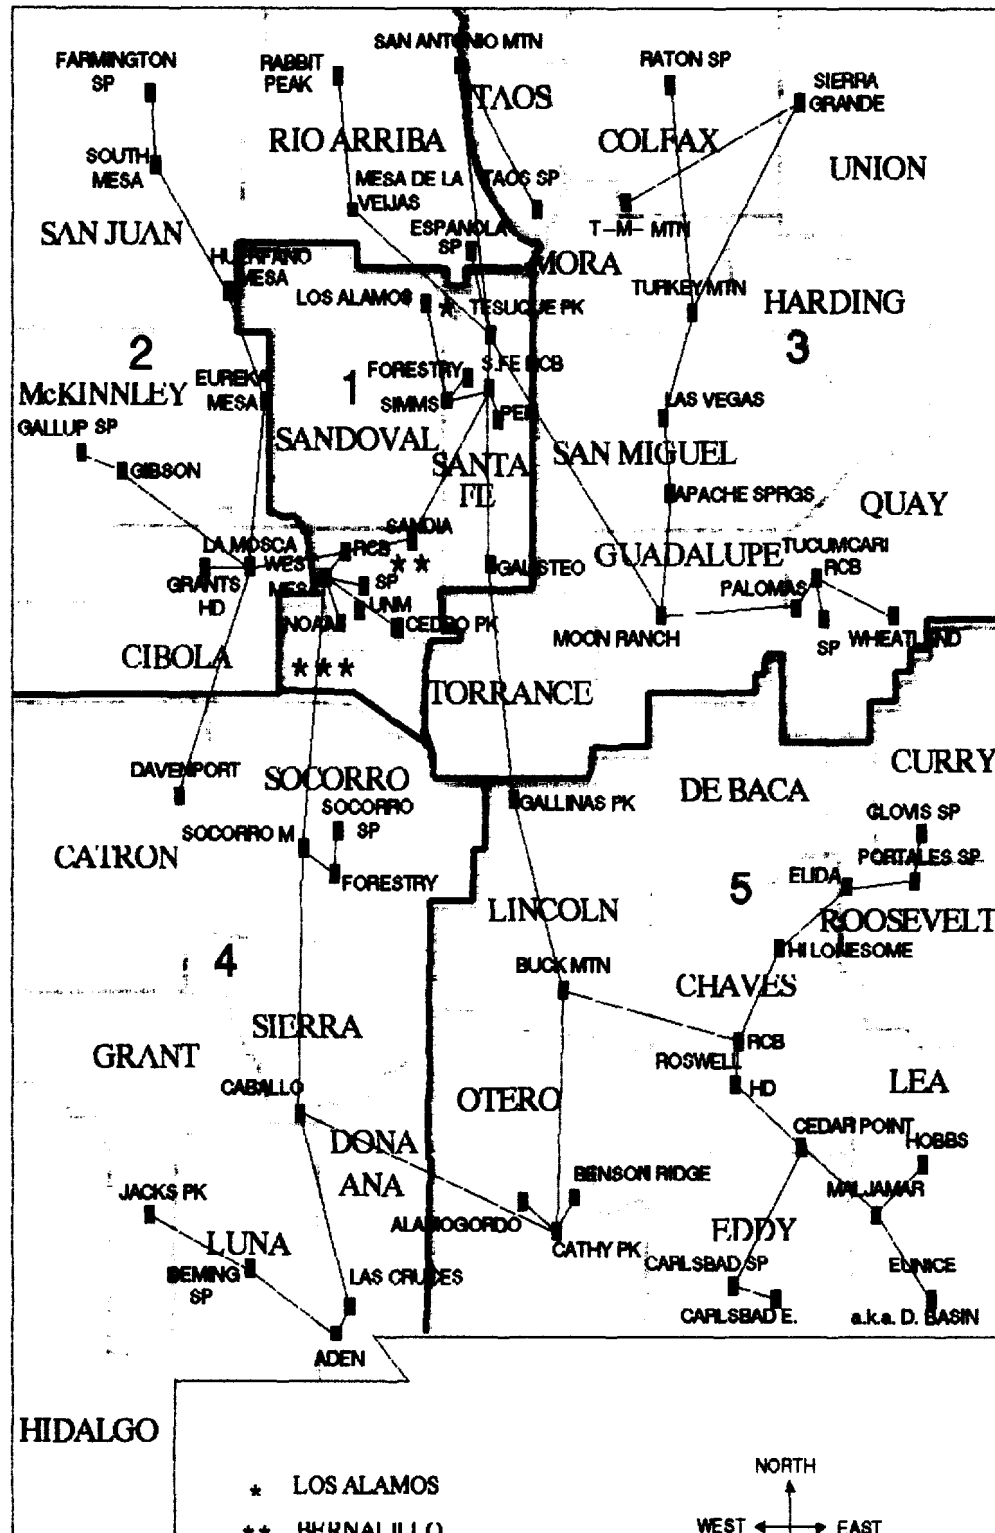 SAN ANTONIO MTN
FARMINGTON
SP
RABBIT
PEAK
RATON SP
SIERRA
GRANDE
TAOS
RIO ARRIBA
COLFAX
UNION
SOUTH
MESA
MESA DE LA
VEIJAS
TAOS SP
T-M- MTN
SAN JUAN
ESPANOLA
SP
MORA
HUERFANO
MESA
LOS ALAMOS
*
TESUQUE PK
TURKEY MTN
HARDING
2
1
3
FORESTRY
S.FE RCB
EUREKA
MESA
SIMMS
PEN
LAS VEGAS
McKINNLEY
GALLUP SP
GIBSON
SANDOVAL
SANTA
FE
SAN MIGUEL
APACHE SPRGS
QUAY
SANDIA
LA MOSCA
WEST
MESA
RCB
* *
GALISTEO
GUADALUPE
TUCUMCARI
RCB
GRANTS
HD
SP
UNM
PALOMAS
NOAA
CEDRO PK
MOON RANCH
SP
WHEATLAND
CIBOLA
* * *
TORRANCE
DAVENPORT
SOCORRO
GALLINAS PK
DE BACA
CURRY
SOCORRO
SP
SOCORRO M
CLOVIS SP
CATRON
FORESTRY
PORTALES SP
ELIDA
5
LINCOLN
ROOSEVELT
HI LONESOME
4
BUCK MTN
CHAVES
SIERRA
GRANT
RCB
ROSWELL
HD
CABALLO
OTERO
LEA
DONA
ANA
CEDAR POINT
HOBBS
JACKS PK
BENSON RIDGE
MALJAMAR
ALAMOGORDO
LUNA
CATHY PK
EDDY
DEMING
SP
LAS CRUCES
CARLSBAD SP
EUNICE
CARLSBAD E.
a.k.a. D. BASIN
ADEN
HIDALGO
NORTH
* LOS ALAMOS
WEST EAST
** BERNALILLO